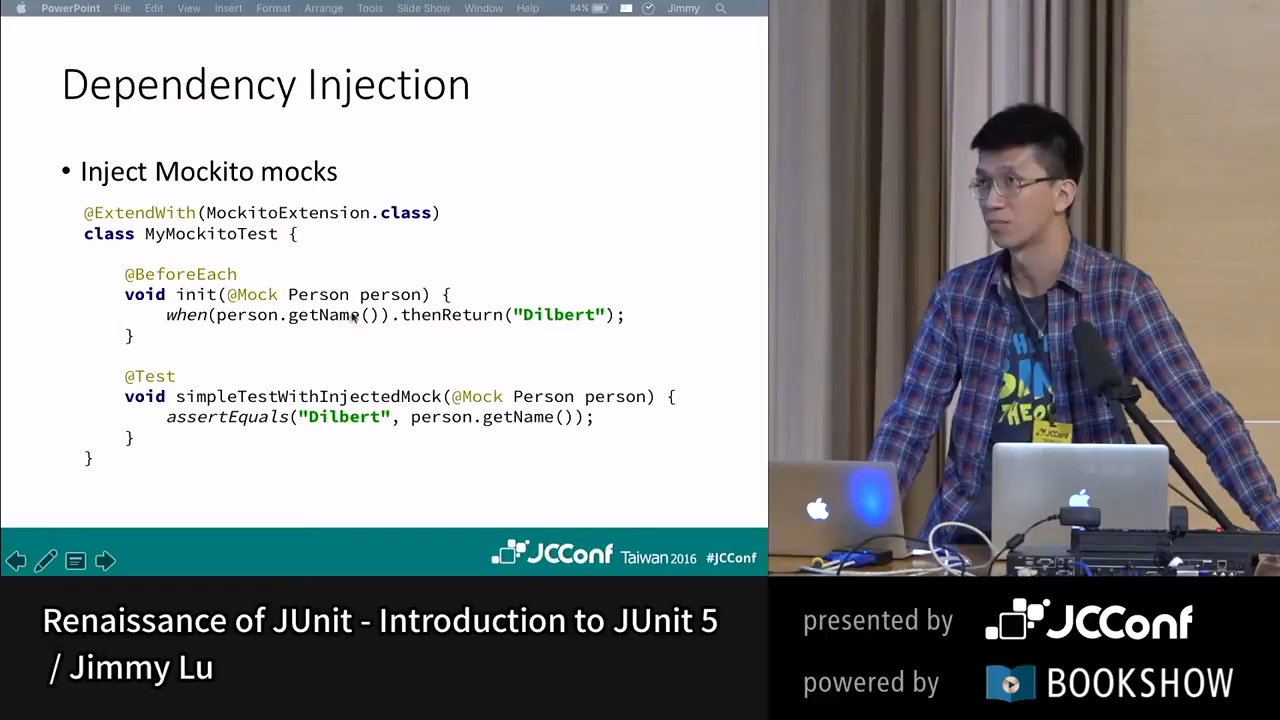 PowerPoint File Edit View Insert Format Arrange Tools Slide Show Window Help 84% Jimmy
Dependency Injection
• Inject Mockito mocks
@ExtendWith(MockitoExtension.class)
class MyMockitoTest {
@BeforeEach
void init(@Mock Person person) {
when(person.getName()).thenReturn("Dilbert");
}
@Test
void simpleTestWithInjectedMock(@Mock Person person) {
assertEquals("Dilbert", person.getName());
}
}
JCConf Taiwan 2016 #JCConf
JCConf
Renaissance of JUnit - Introduction to JUnit 5
/ Jimmy Lu
presented by JCConf
powered by BOOKSHOW